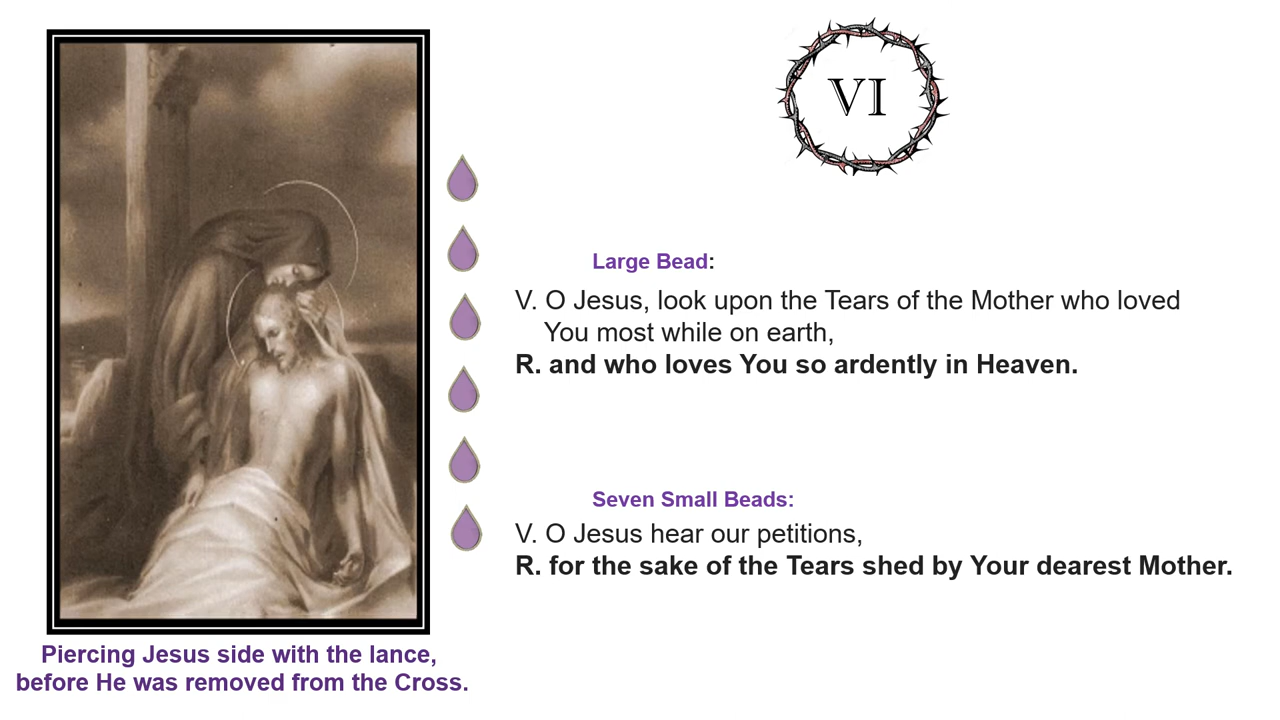 VI
Large Bead:
V. O Jesus, look upon the Tears of the Mother who loved
You most while on earth,
R. and who loves You so ardently in Heaven.
Seven Small Beads:
V. O Jesus hear our petitions,
R. for the sake of the Tears shed by Your dearest Mother.
Piercing Jesus side with the lance,
before He was removed from the Cross.